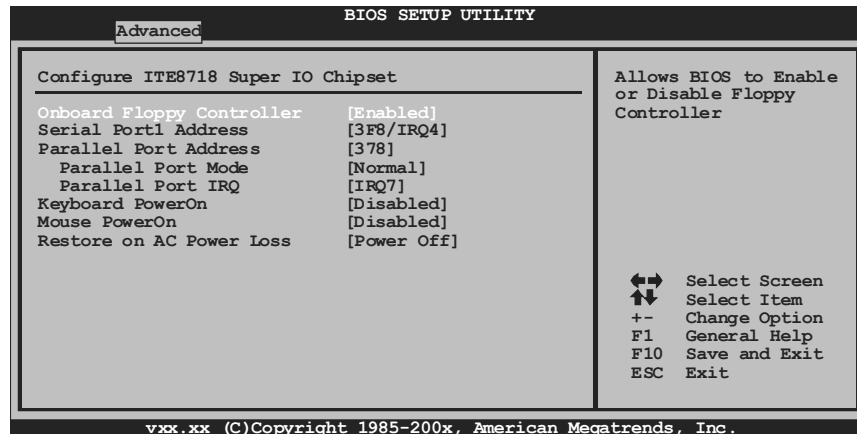 BIOS SETUP UTILITY
Advanced
Configure ITE8718 Super IO Chipset
Onboard Floppy Controller [Enabled]
Serial Port1 Address [3F8/IRQ4]
Parallel Port Address [378]
Parallel Port Mode [Normal]
Parallel Port IRQ [IRQ7]
Keyboard PowerOn [Disabled]
Mouse PowerOn [Disabled]
Restore on AC Power Loss [Power Off]
Allows BIOS to Enable
or Disable Floppy
Controller
Select Screen
Select Item
+- Change Option
F1 General Help
F10 Save and Exit
ESC Exit
vxx.xx (C)Copyright 1985-200x, American Megatrends, Inc.